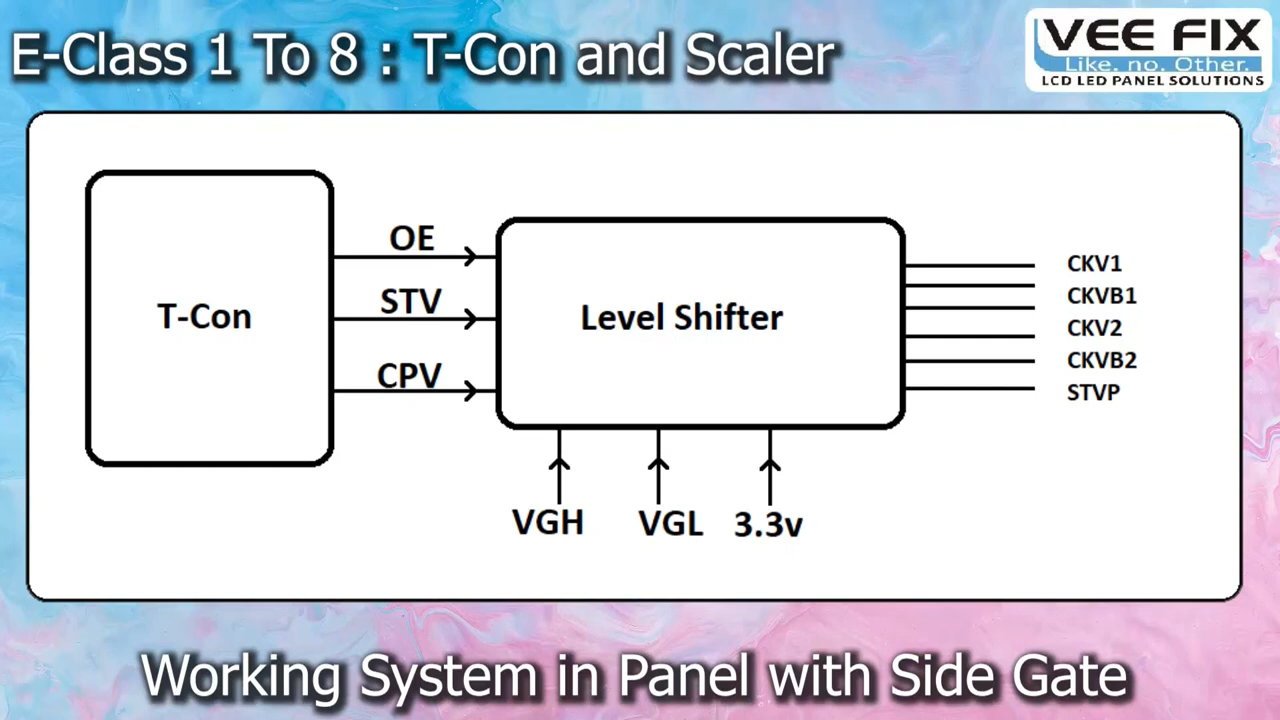 E-Class 1 To 8 : T-Con and Scaler
VEE FIX
Like. no. Other.
LCD LED PANEL SOLUTIONS
T-Con
OE
STV
CPV
Level Shifter
CKV1
CKVB1
CKV2
CKVB2
STVP
VGH VGL 3.3v
Working System in Panel with Side Gate